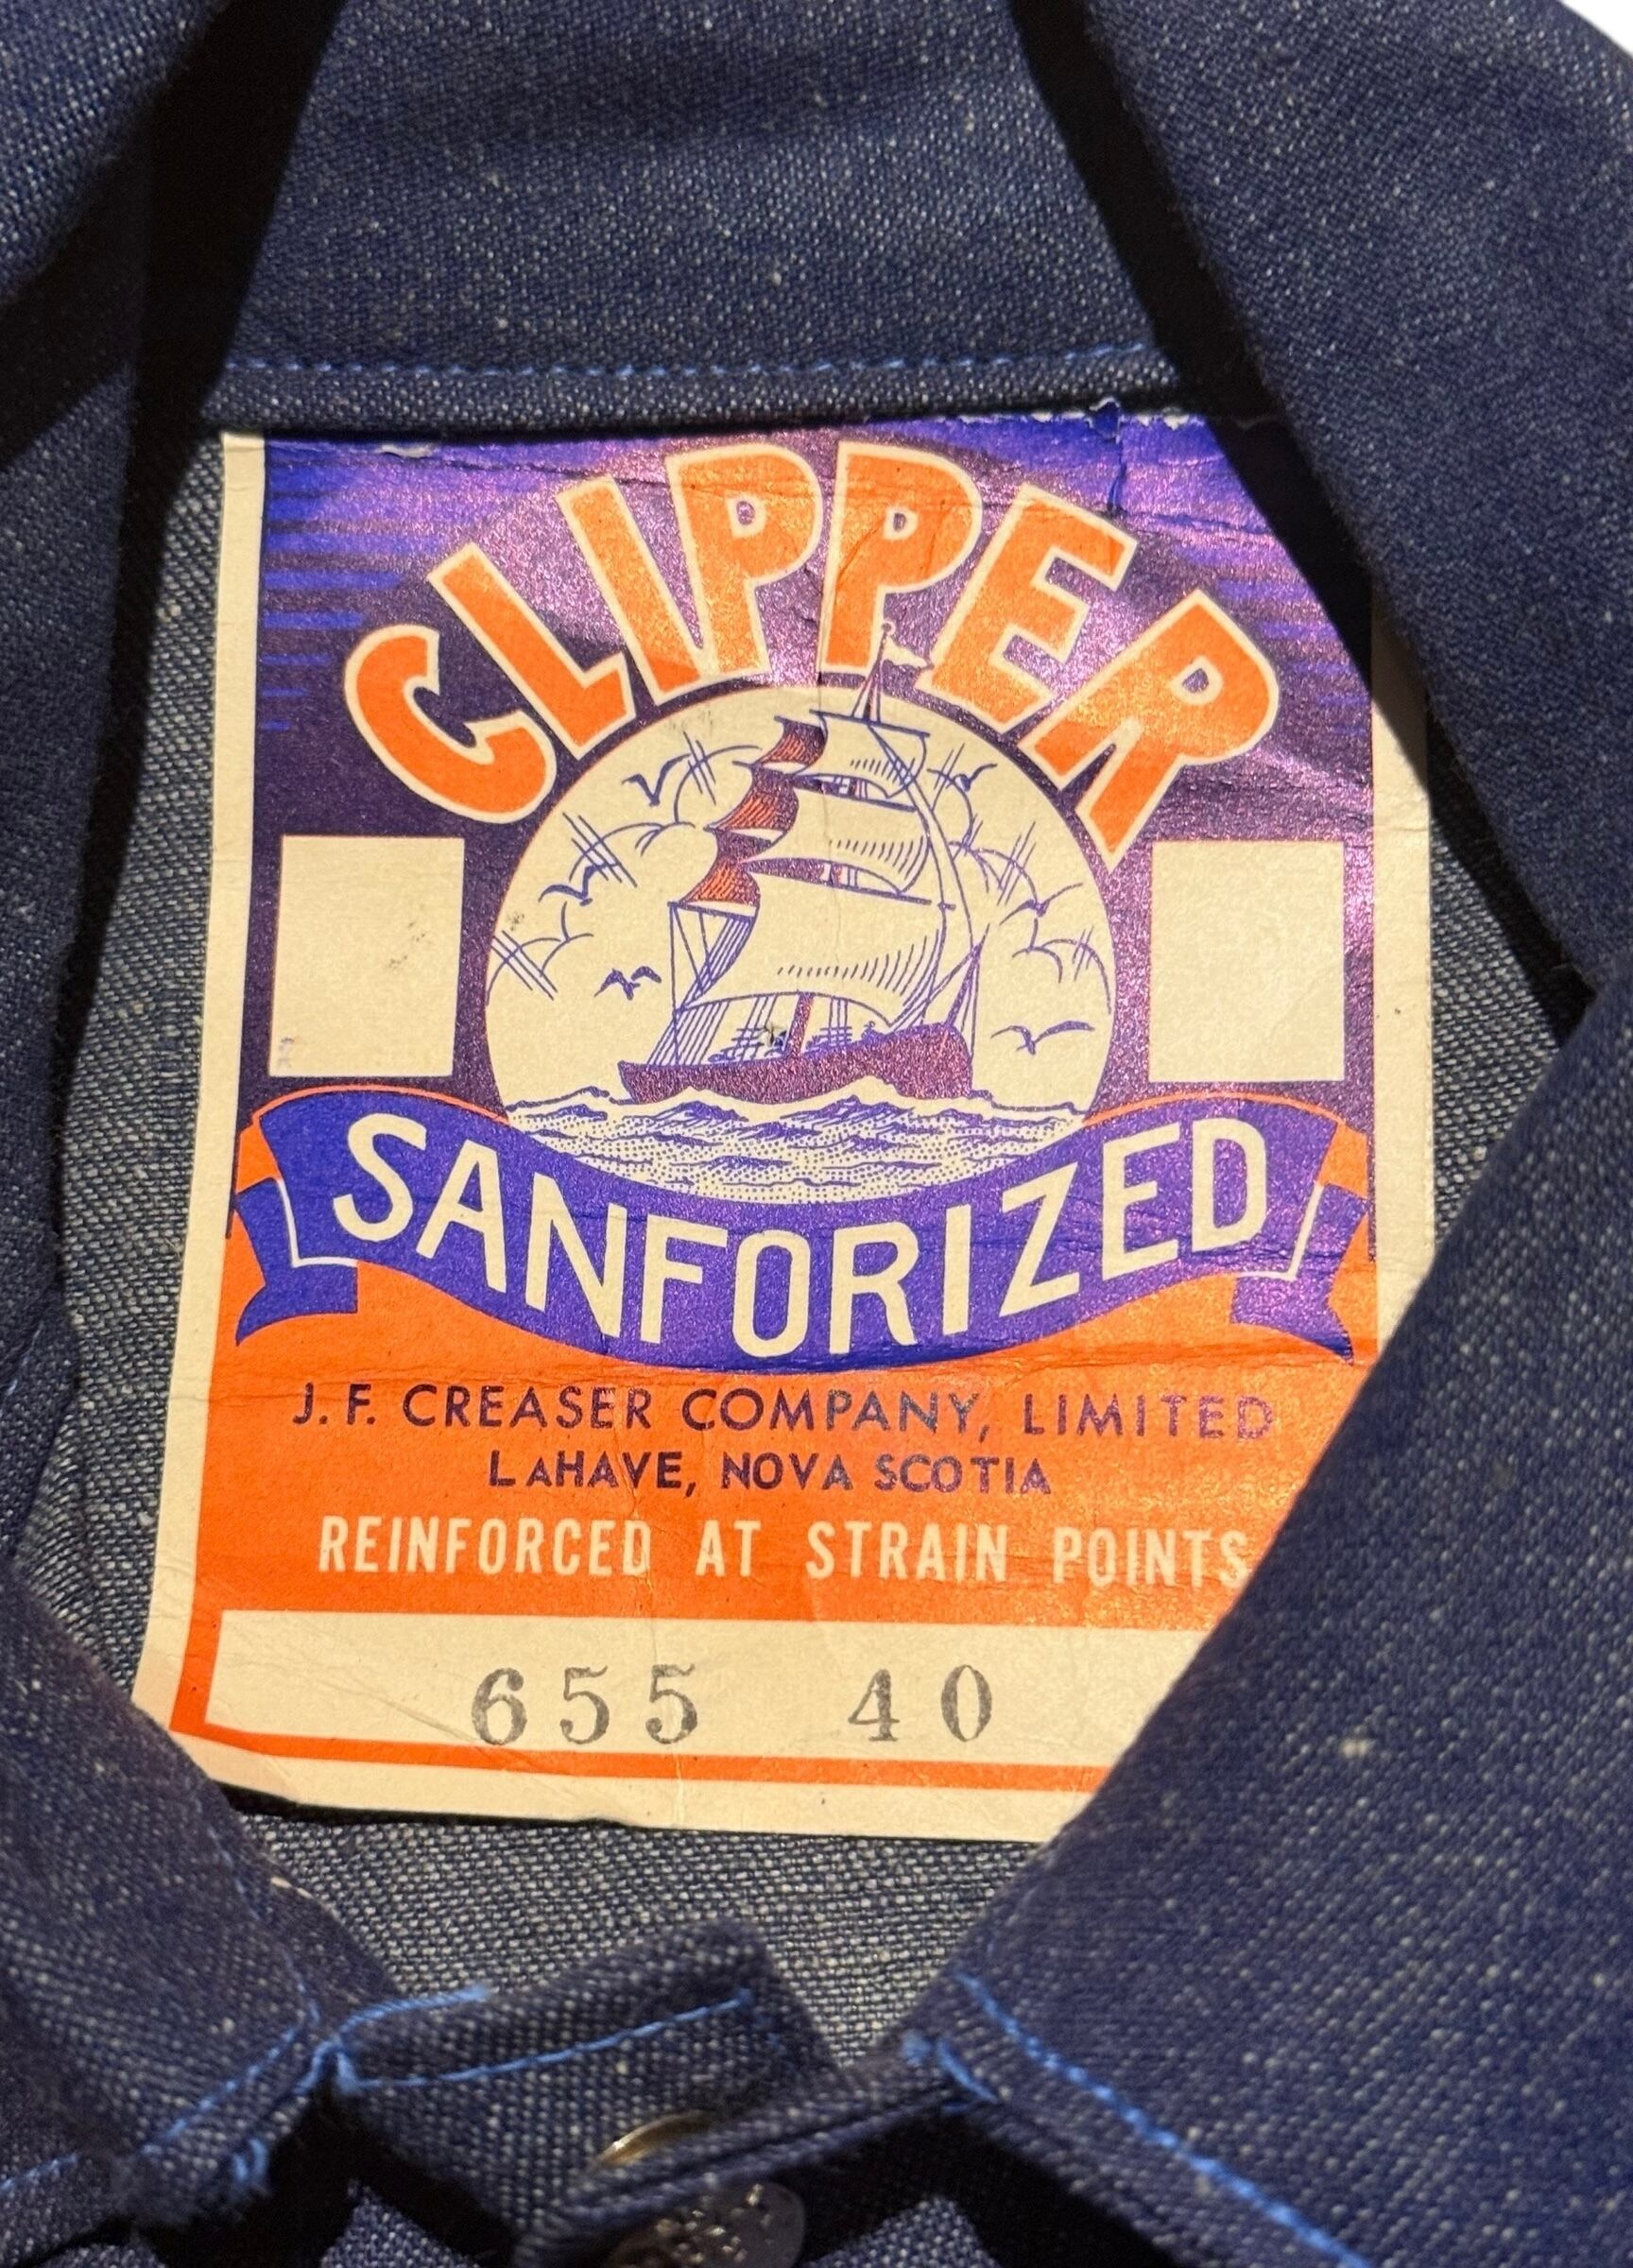 CLIPPER
SANFORIZED
J. F. CREASER COMPANY, LIMITED
LAHAVE, NOVA SCOTIA
REINFORCED AT STRAIN POINTS
655 40